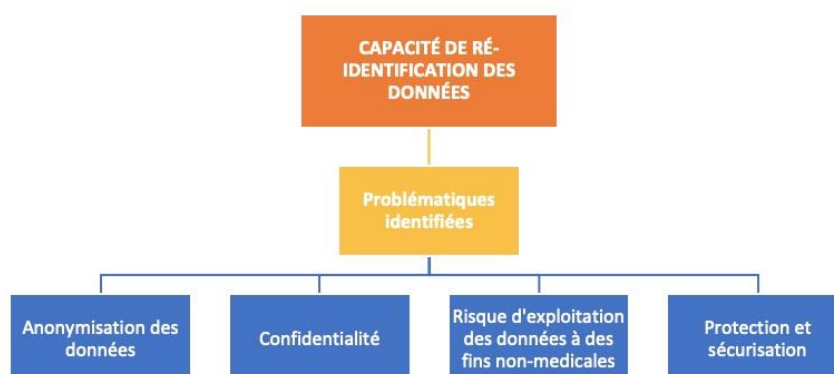 CAPACITÉ DE RÉ-
IDENTIFICATION DES
DONNÉES
Problématiques
identifiées
Anonymisation des
données
Confidentialité
Risque d'exploitation
des données à des
fins non-medicales
Protection et
sécurisation